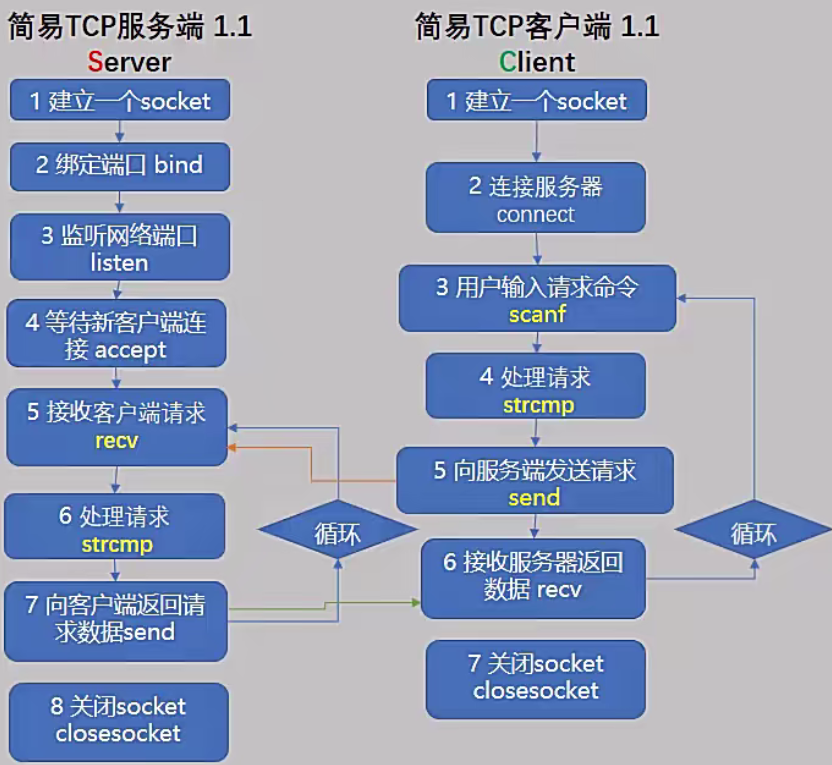 简易TCP服务端 1.1
Server
1 建立一个socket
2 绑定端口 bind
3 监听网络端口
listen
4 等待新客户端连
接 accept
5 接收客户端请求
recv
6 处理请求
strcmp
7 向客户端返回请
求数据send
循环
8 关闭socket
closesocket
简易TCP客户端 1.1
Client
1 建立一个socket
2 连接服务器
connect
3 用户输入请求命令
scanf
4 处理请求
strcmp
5 向服务端发送请求
send
6 接收服务器返回
数据 recv
循环
7 关闭socket
closesocket